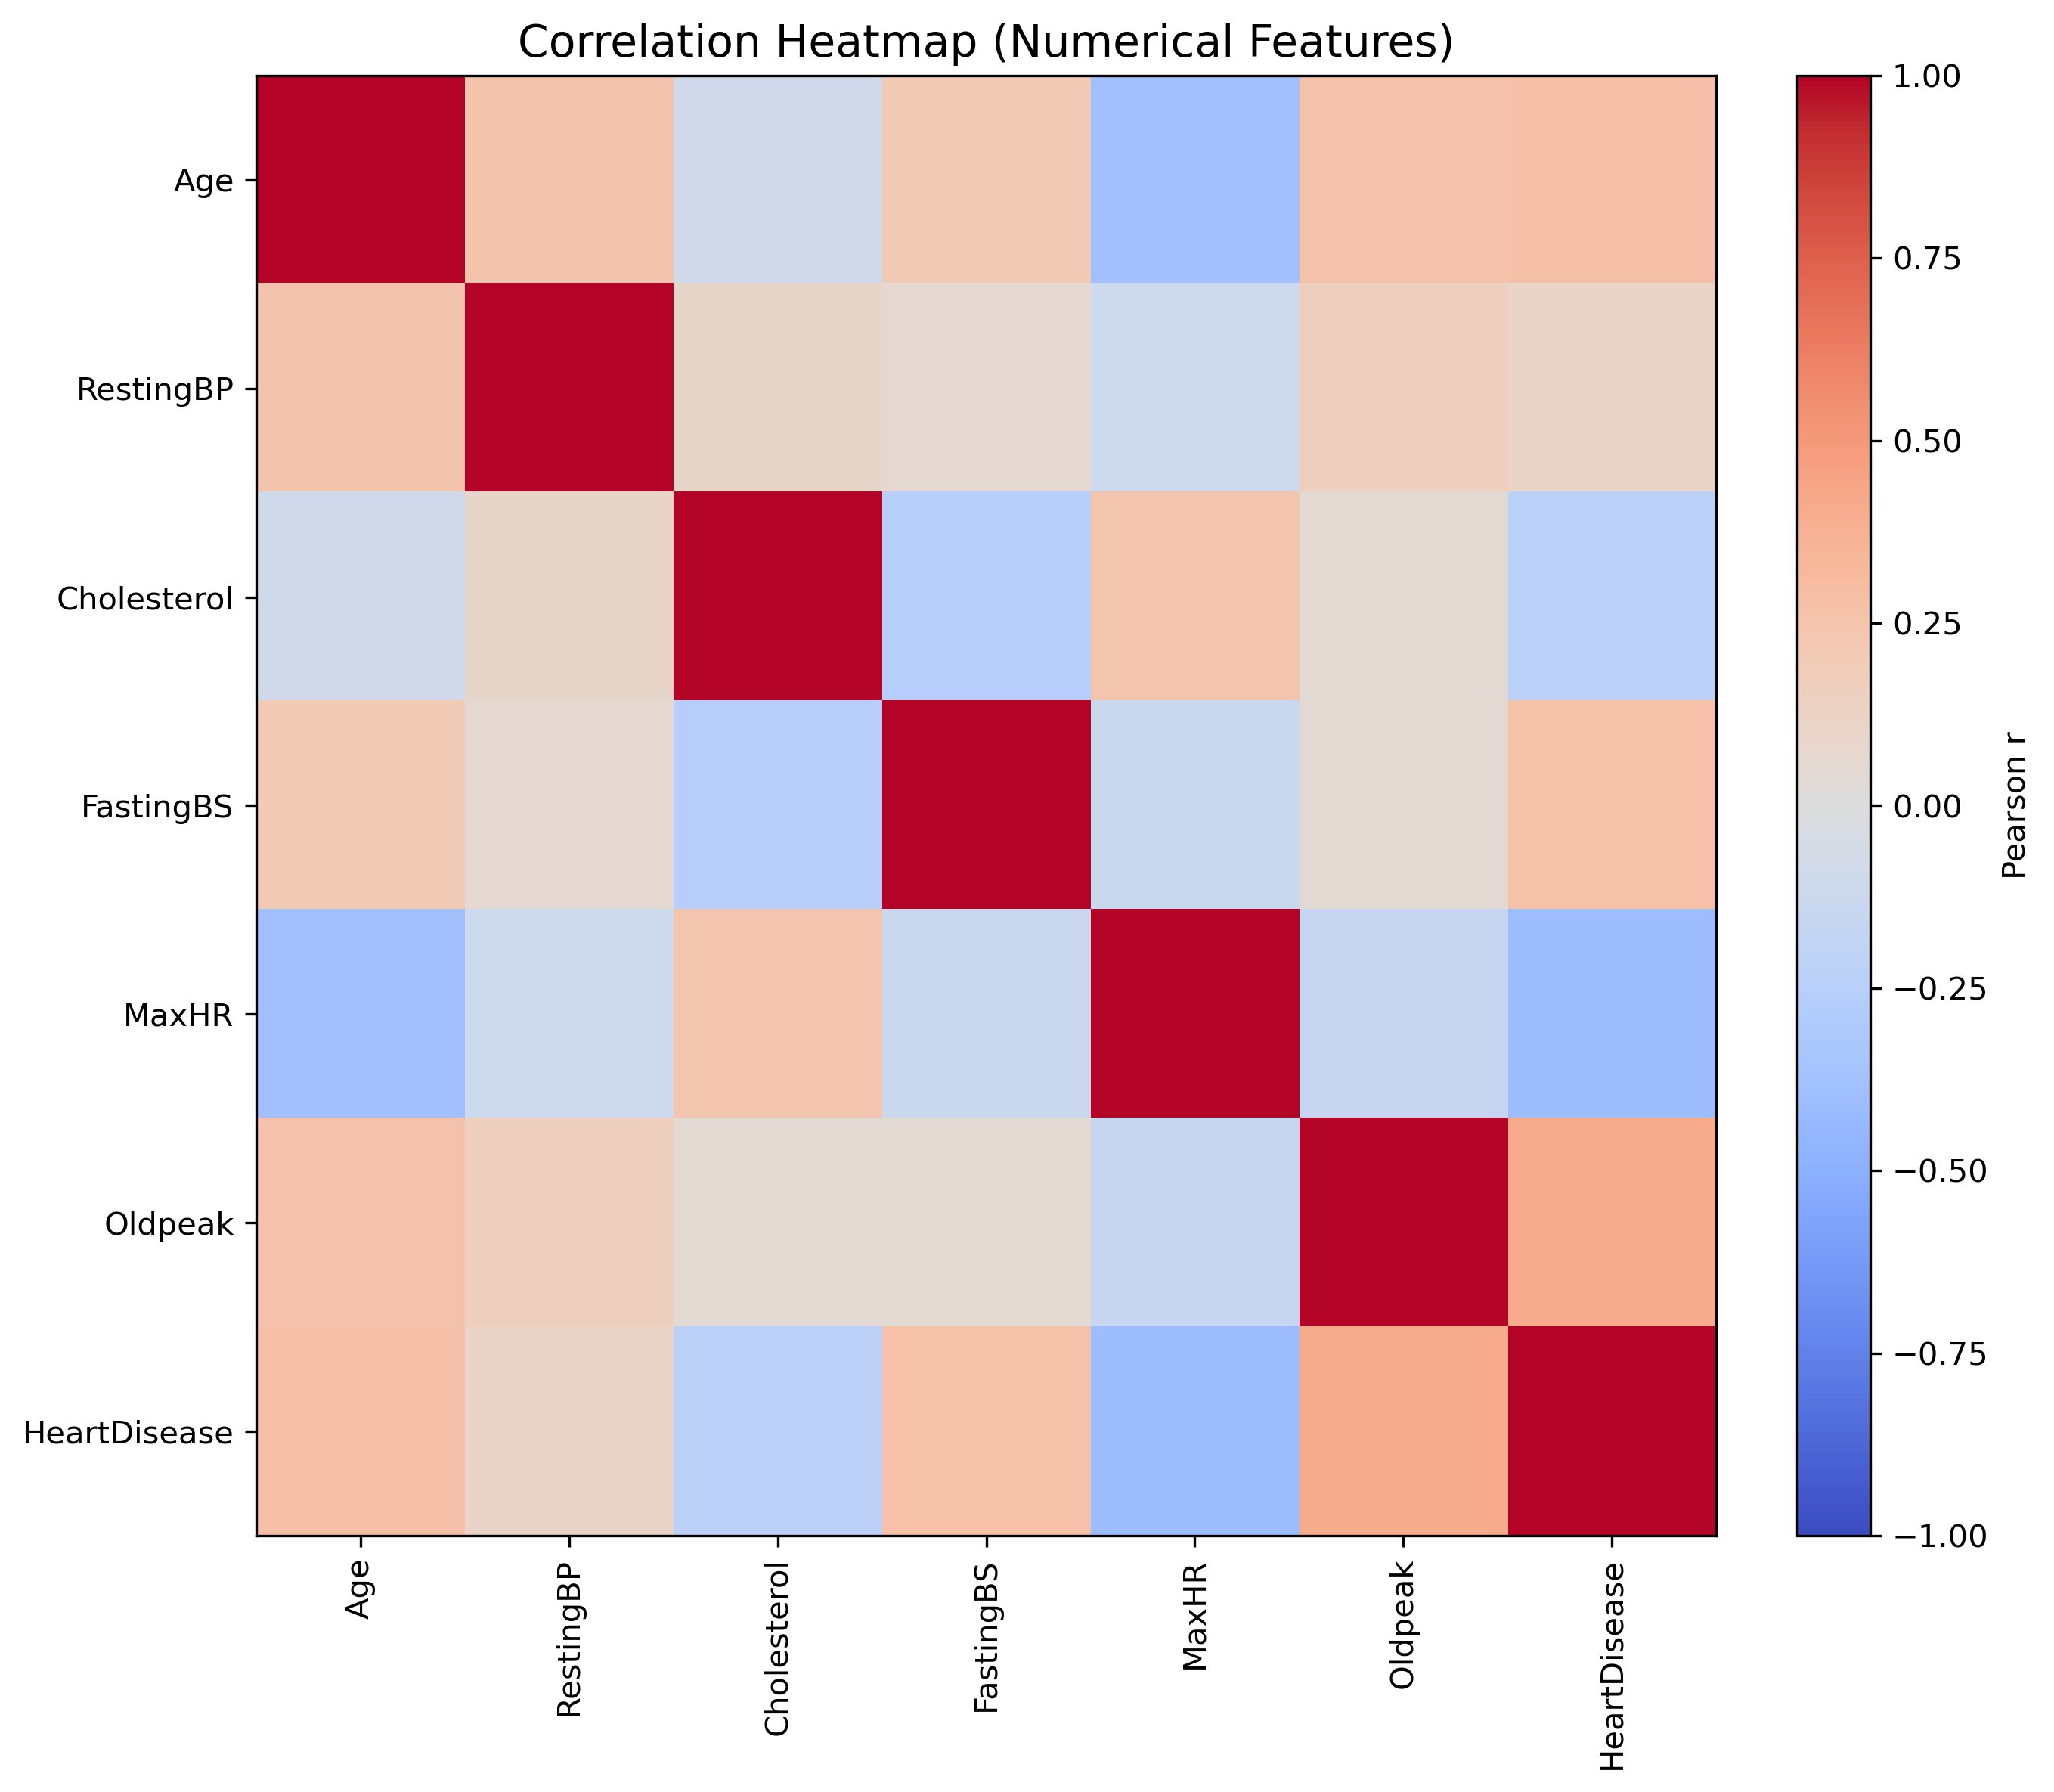 Correlation Heatmap (Numerical Features)
Age
RestingBP
Cholesterol
FastingBS
MaxHR
Oldpeak
HeartDisease
Age
RestingBP
Cholesterol
FastingBS
MaxHR
Oldpeak
HeartDisease
1.00
0.75
0.50
0.25
0.00
−0.25
−0.50
−0.75
−1.00
Pearson r